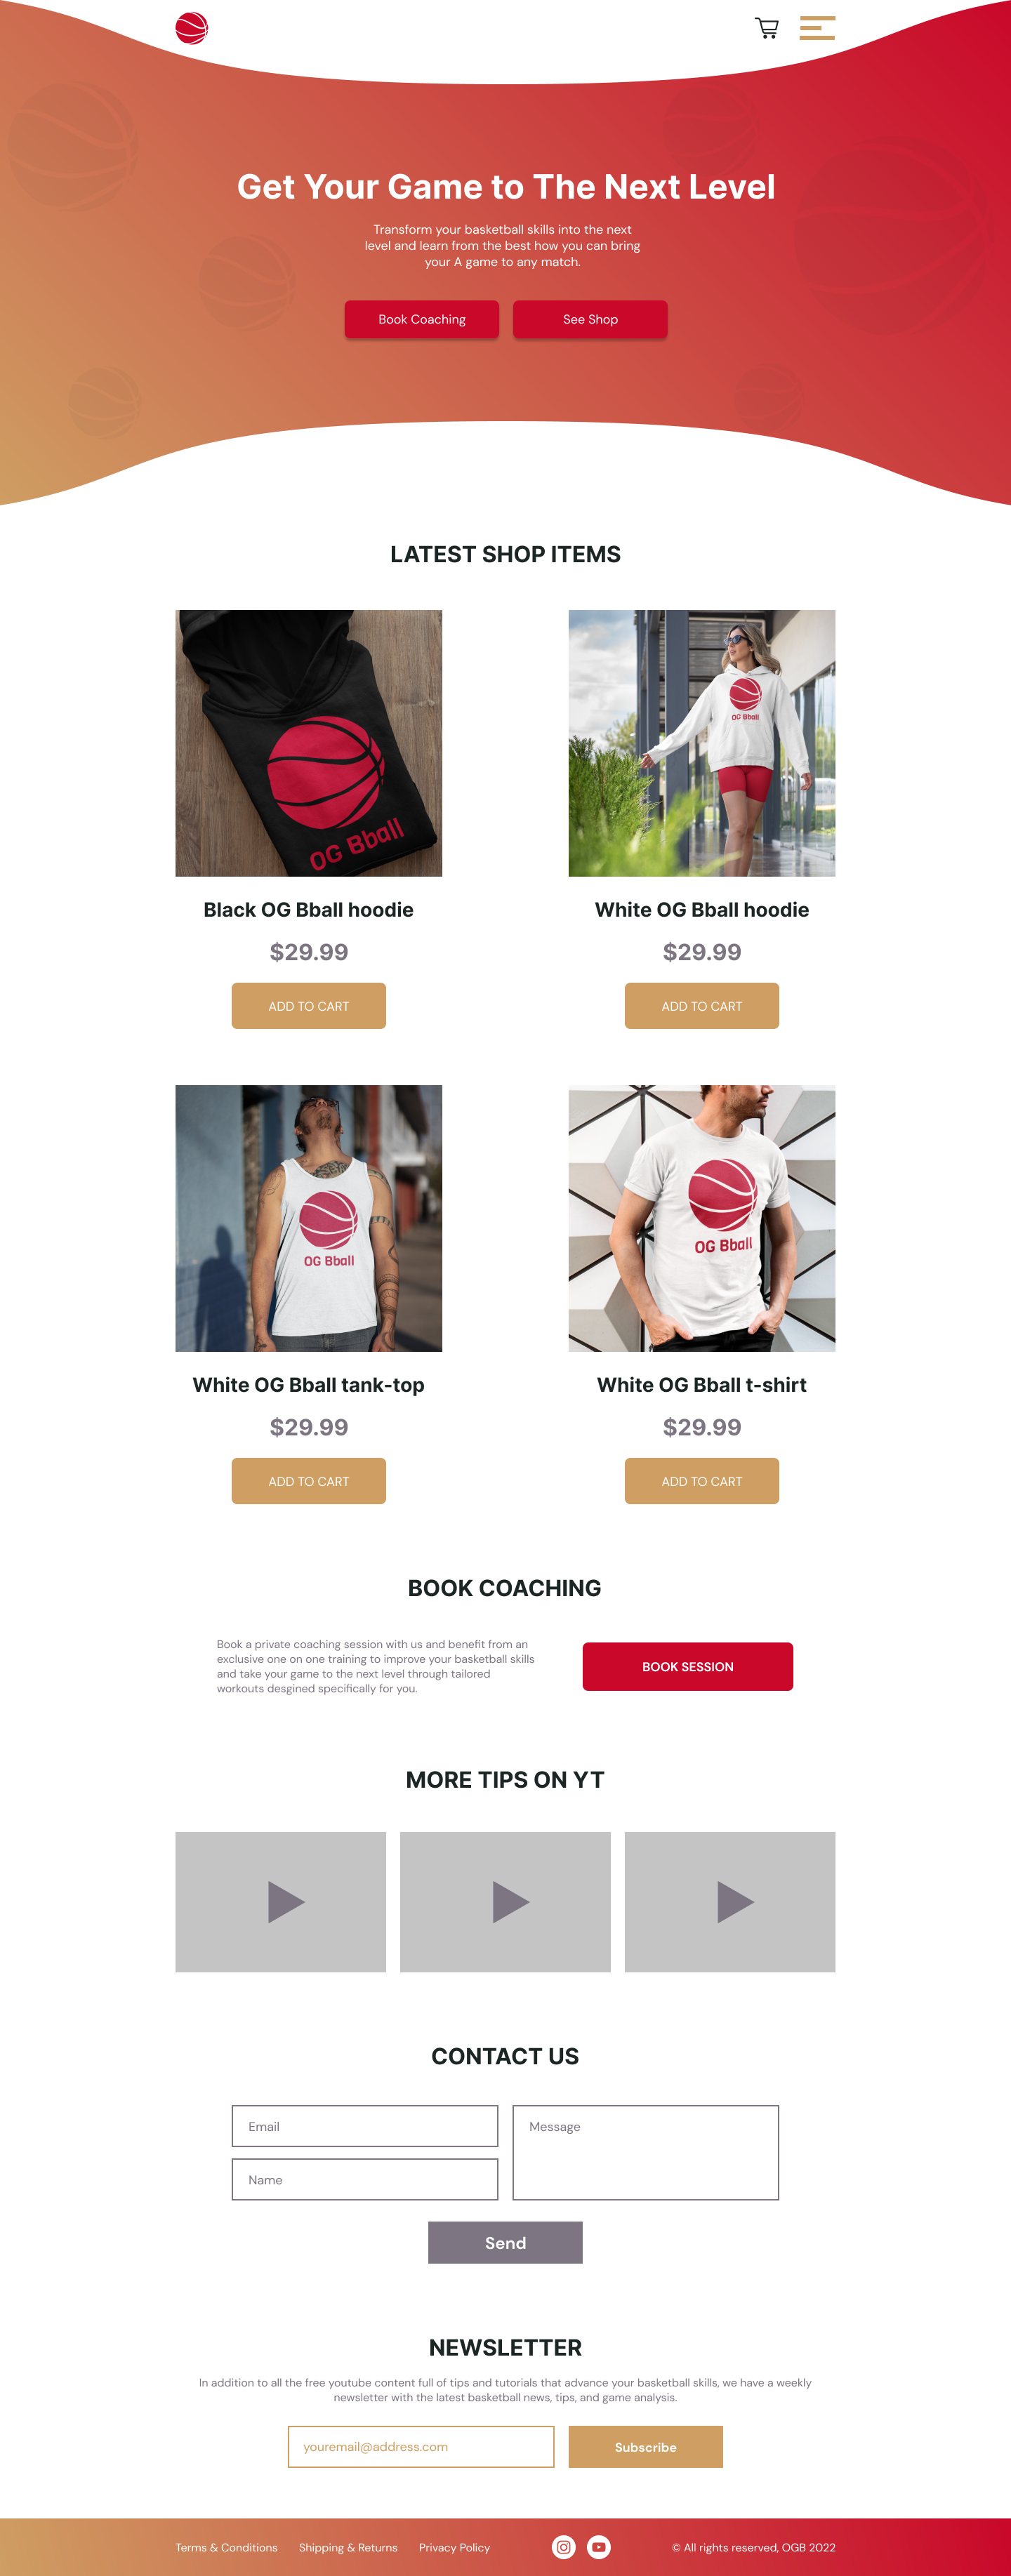 Get Your Game to The Next Level
Transform your basketball skills into the next
level and learn from the best how you can bring
your A game to any match.
Book Coaching
See Shop
LATEST SHOP ITEMS
OG Bball
OG Bball
Black OG Bball hoodie
White OG Bball hoodie
$29.99
$29.99
ADD TO CART
ADD TO CART
OG Bball
OG Bball
White OG Bball tank-top
White OG Bball t-shirt
$29.99
$29.99
ADD TO CART
ADD TO CART
BOOK COACHING
Book a private coaching session with us and benefit from an
exclusive one on one training to improve your basketball skills
and take your game to the next level through tailored
workouts desgined specifically for you.
BOOK SESSION
MORE TIPS ON YT
CONTACT US
Email
Name
Message
Send
NEWSLETTER
In addition to all the free youtube content full of tips and tutorials that advance your basketball skills, we have a weekly
newsletter with the latest basketball news, tips, and game analysis.
youremail@address.com
Subscribe
Terms & Conditions
Shipping & Returns
Privacy Policy
© All rights reserved, OGB 2022